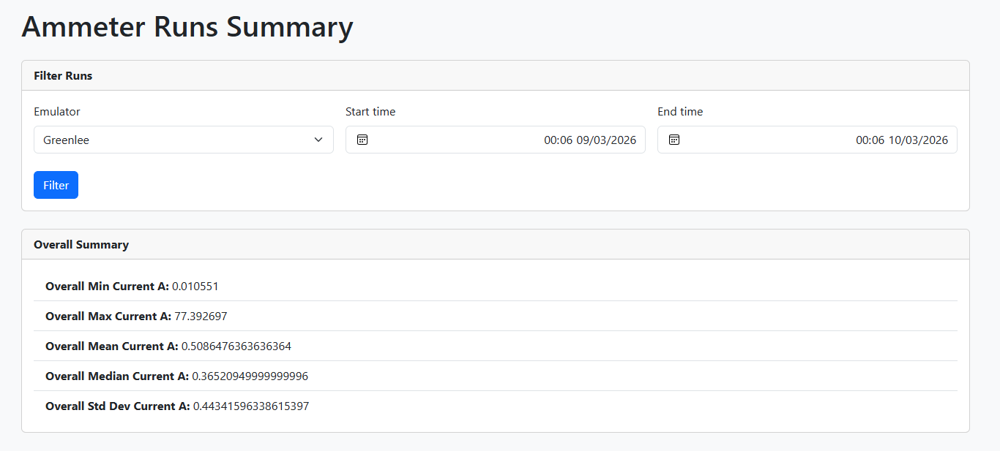 Ammeter Runs Summary
Filter Runs
Emulator
Start time
End time
Greenlee
00:06 09/03/2026
00:06 10/03/2026
Filter
Overall Summary
Overall Min Current A: 0.010551
Overall Max Current A: 77.392697
Overall Mean Current A: 0.5086476363636364
Overall Median Current A: 0.36520949999999996
Overall Std Dev Current A: 0.44341596338615397